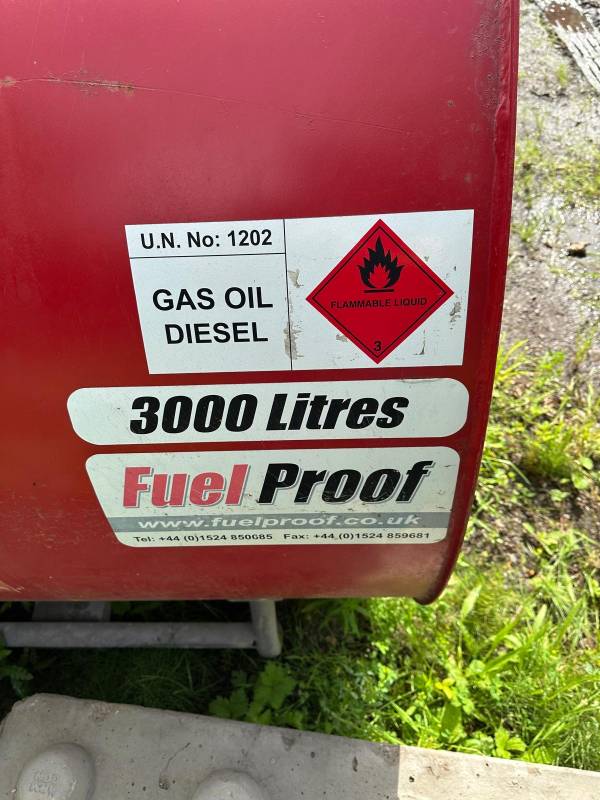 U.N. No: 1202
GAS OIL
DIESEL
FLAMMABLE LIQUID
3
3000 Litres
Fuel Proof
www.fuelproof.co.uk
Tel: +44 (0)1524 850685 Fax: +44 (0)1524 859681